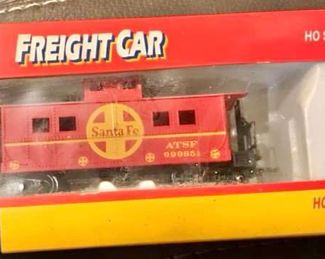 FREIGHT CAR
HO
Santa Fe
ATSF
999851
HO